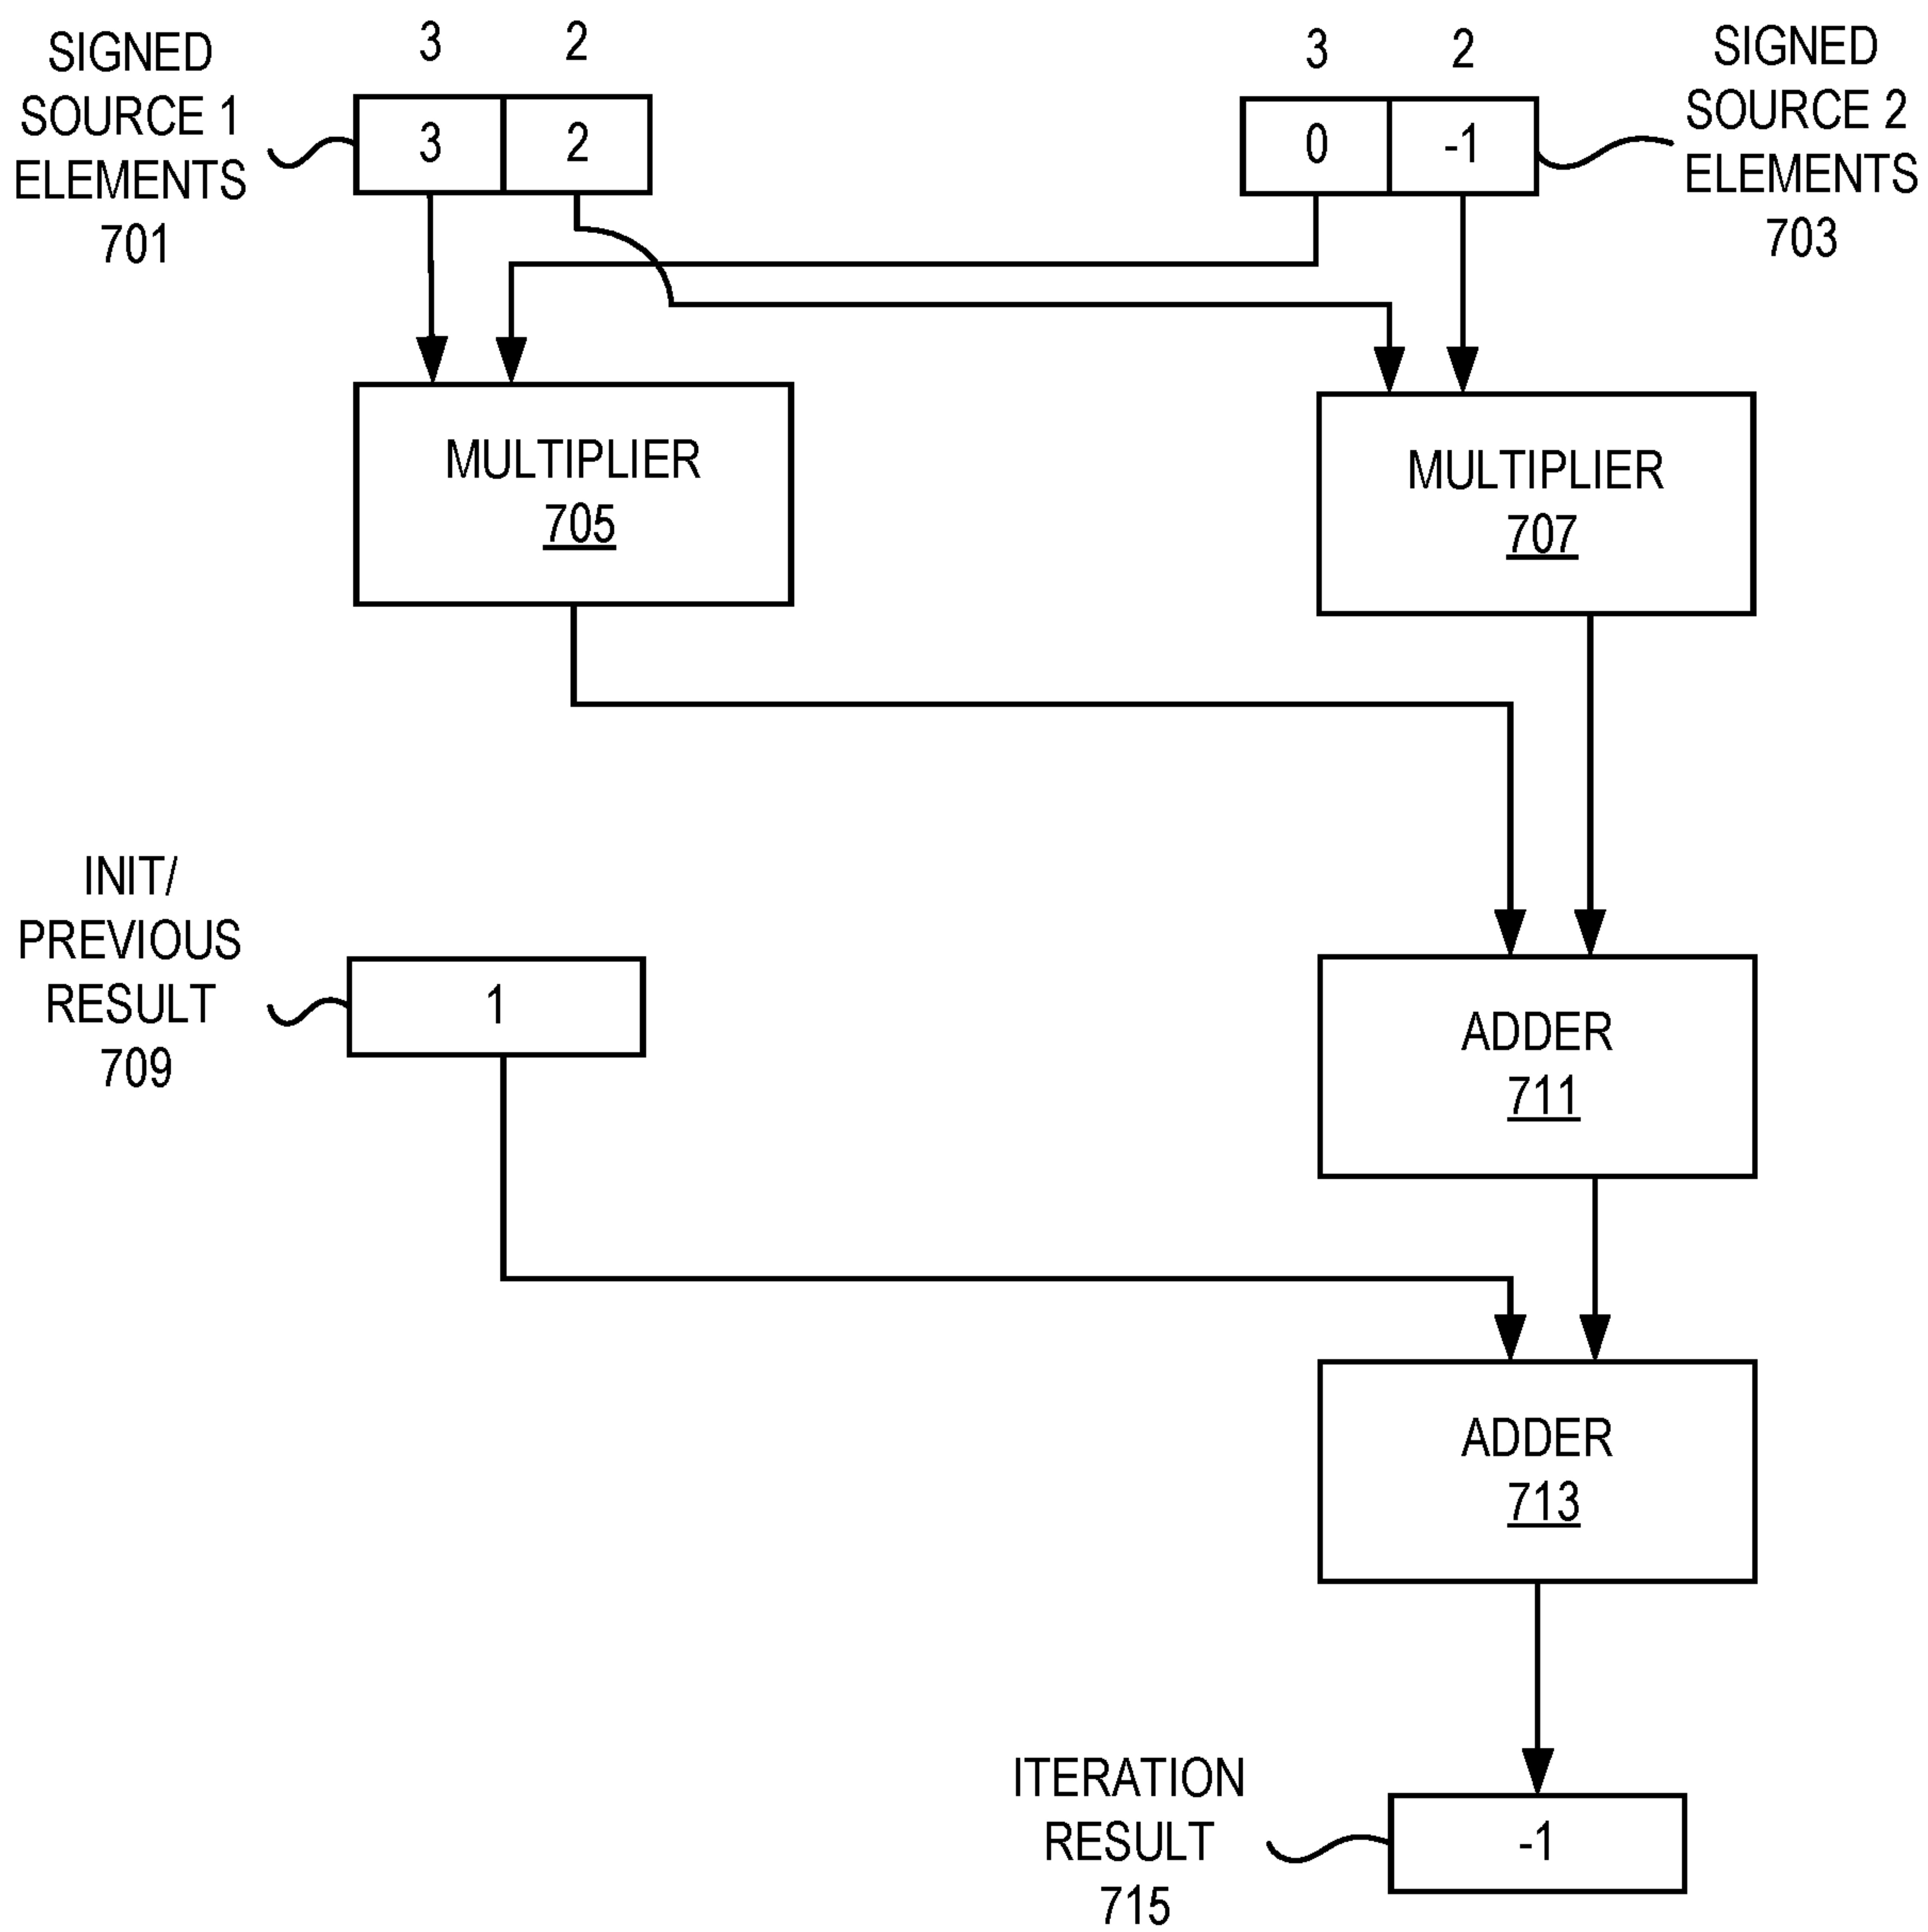 SIGNED
SOURCE 1
ELEMENTS
701
3 2
3 2
3 2
0 -1
SIGNED
SOURCE 2
ELEMENTS
703
MULTIPLIER
705
MULTIPLIER
707
INIT/
PREVIOUS
RESULT
709
1
ADDER
711
ADDER
713
ITERATION
RESULT
715
-1